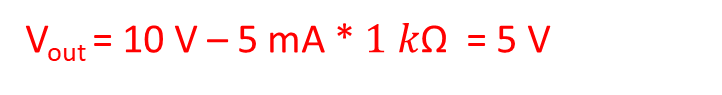 Vout = 10 V – 5 mA * 1 kΩ = 5 V